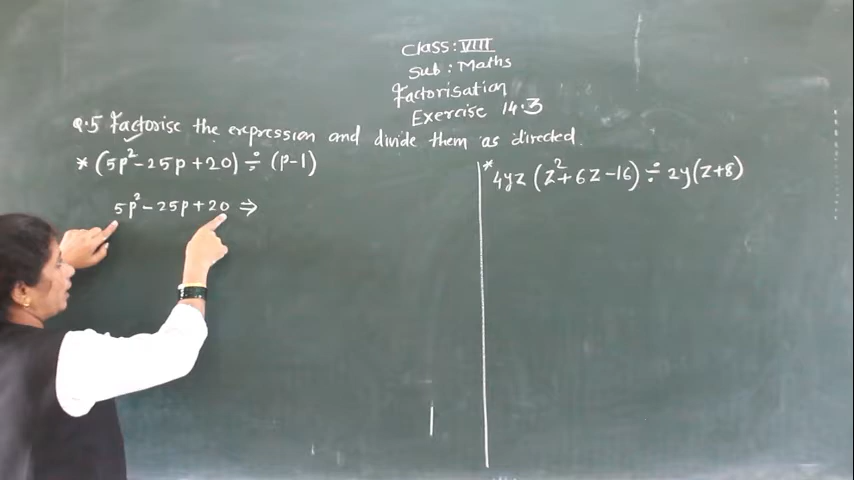 Class: VIII
Sub: Maths
Factorisation
Exercise 14.3
Q.5 Factorise the expression and divide them as directed.
* (5p²-25p+20) ÷ (p-1)
5p²-25p+20 ⇒
* 4yz (z²+6z-16) ÷ 2y(z+8)